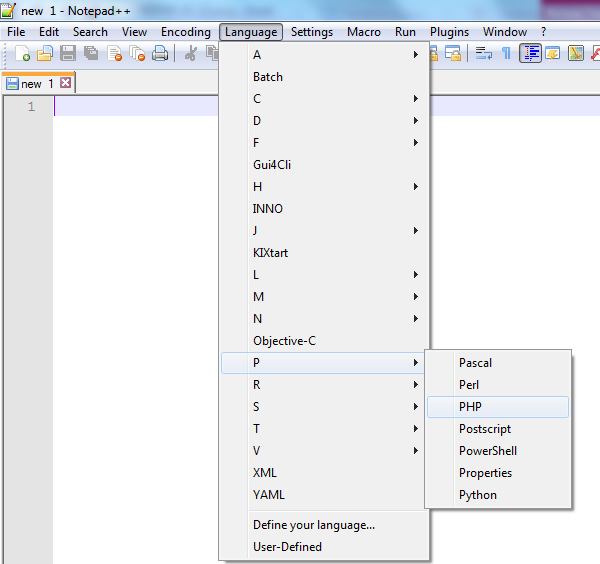 new 1 - Notepad++
File Edit Search View Encoding Language Settings Macro Run Plugins Window ?
new 1
1
A
Batch
C
D
F
Gui4Cli
H
INNO
J
KIXtart
L
M
N
Objective-C
P
R
S
T
V
XML
YAML
Define your language...
User-Defined
Pascal
Perl
PHP
Postscript
PowerShell
Properties
Python